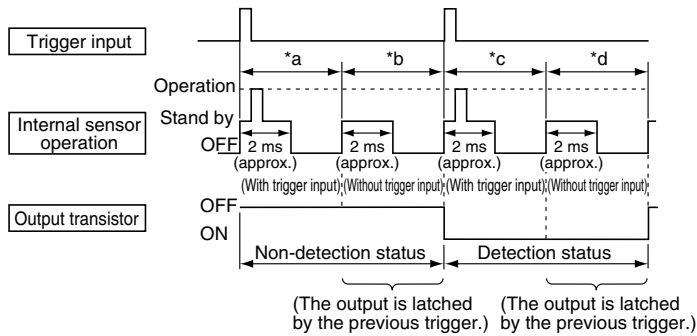 Trigger input
*a *b *c *d
Operation
Stand by
Internal sensor
operation
OFF
2 ms 2 ms 2 ms 2 ms
(approx.) (approx.) (approx.) (approx.)
(With trigger input) (Without trigger input) (With trigger input) (Without trigger input)
Output transistor
OFF
ON
Non-detection status Detection status
(The output is latched (The output is latched
by the previous trigger.) by the previous trigger.)